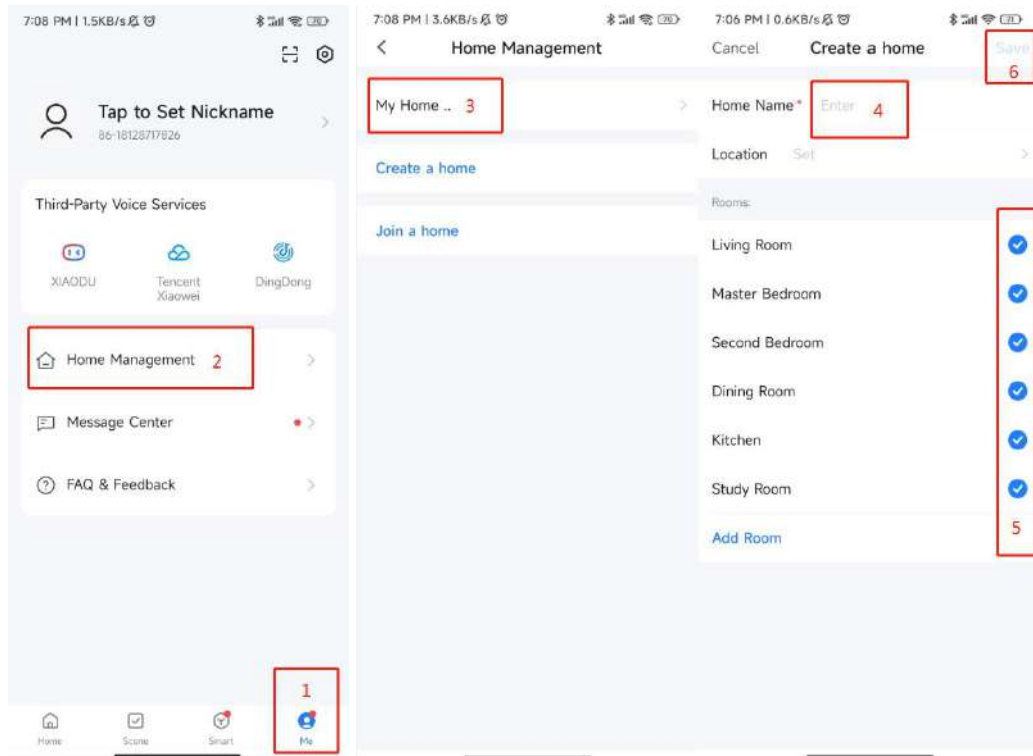 7:08 PM | 1.5KB/s
Tap to Set Nickname
86-18128717826
Third-Party Voice Services
XIAODU
Tencent
Xiaowei
DingDong
Home Management 2
Message Center
FAQ & Feedback
1
Home
Scene
Smart
Me
7:08 PM | 3.6KB/s
Home Management
My Home .. 3
Create a home
Join a home
7:06 PM | 0.6KB/s
Cancel
Create a home
Save
6
Home Name* Enter 4
Location Set
Rooms:
Living Room
Master Bedroom
Second Bedroom
Dining Room
Kitchen
Study Room
5
Add Room